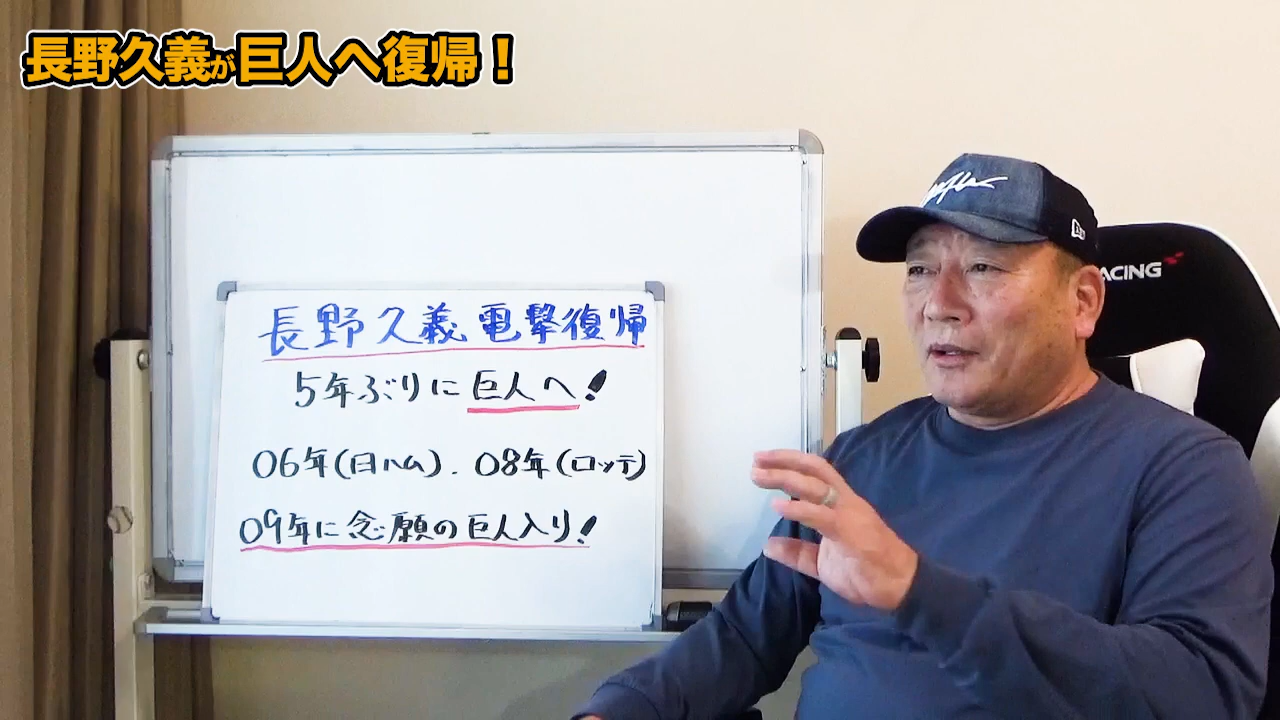 長野久義が巨人へ復帰！
長野久義 電撃復帰
5年ぶりに巨人へ！
06年(日ハム).08年(ロッテ)
09年に念願の巨人入り！
ACING